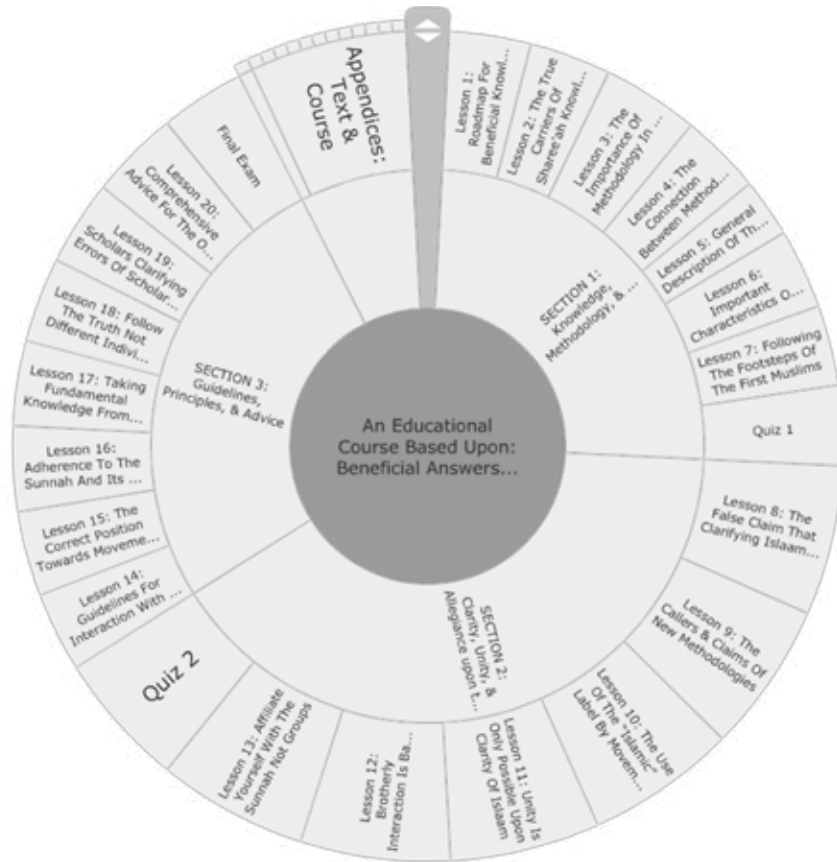 An Educational
Course Based Upon:
Beneficial Answers...
SECTION 1:
Knowledge,
Methodology, & ...
Lesson 1:
Roadmap For
Beneficial Knowl...
Lesson 2: The True
Carriers Of
Sharee'ah Knowl...
Lesson 3: The
Importance Of
Methodology In ...
Lesson 4: The
Connection
Between Method...
Lesson 5: General
Description Of Th...
Lesson 6:
Important
Characteristics O...
Lesson 7: Following
The Footsteps Of
The First Muslims
Quiz 1
SECTION 2:
Clarity, Unity, &
Allegiance upon t...
Lesson 8: The
False Claim That
Clarifying Islaam...
Lesson 9: The
Callers & Claims Of
New Methodologies
Lesson 10: The Use
Of The "Islamic"
Label By Movem...
Lesson 11: Unity Is
Only Possible Upon
Clarity Of Islaam
Lesson 12:
Brotherly
Interaction Is Ba...
Lesson 13: Affiliate
Yourself With The
Sunnah Not Groups
Quiz 2
SECTION 3:
Guidelines,
Principles, & Advice
Lesson 14:
Guidelines For
Interaction With ...
Lesson 15: The
Correct Position
Towards Moveme...
Lesson 16:
Adherence To The
Sunnah And Its ...
Lesson 17: Taking
Fundamental
Knowledge From...
Lesson 18: Follow
The Truth Not
Different Indivi...
Lesson 19:
Scholars Clarifying
Errors Of Scholar...
Lesson 20:
Comprehensive
Advice For The O...
Final Exam
Appendices:
Text &
Course